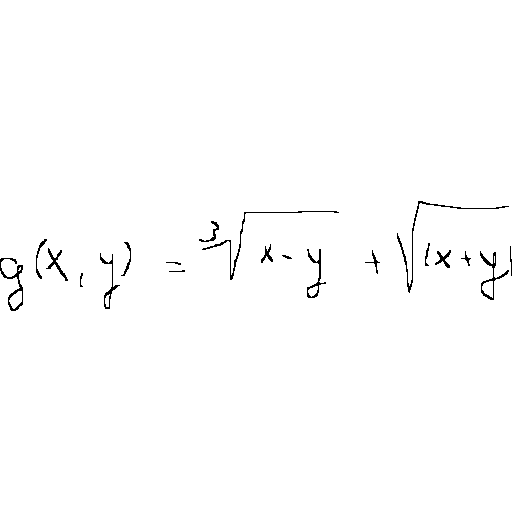 g(x, y) = ∛(x - y) + √|x + y|